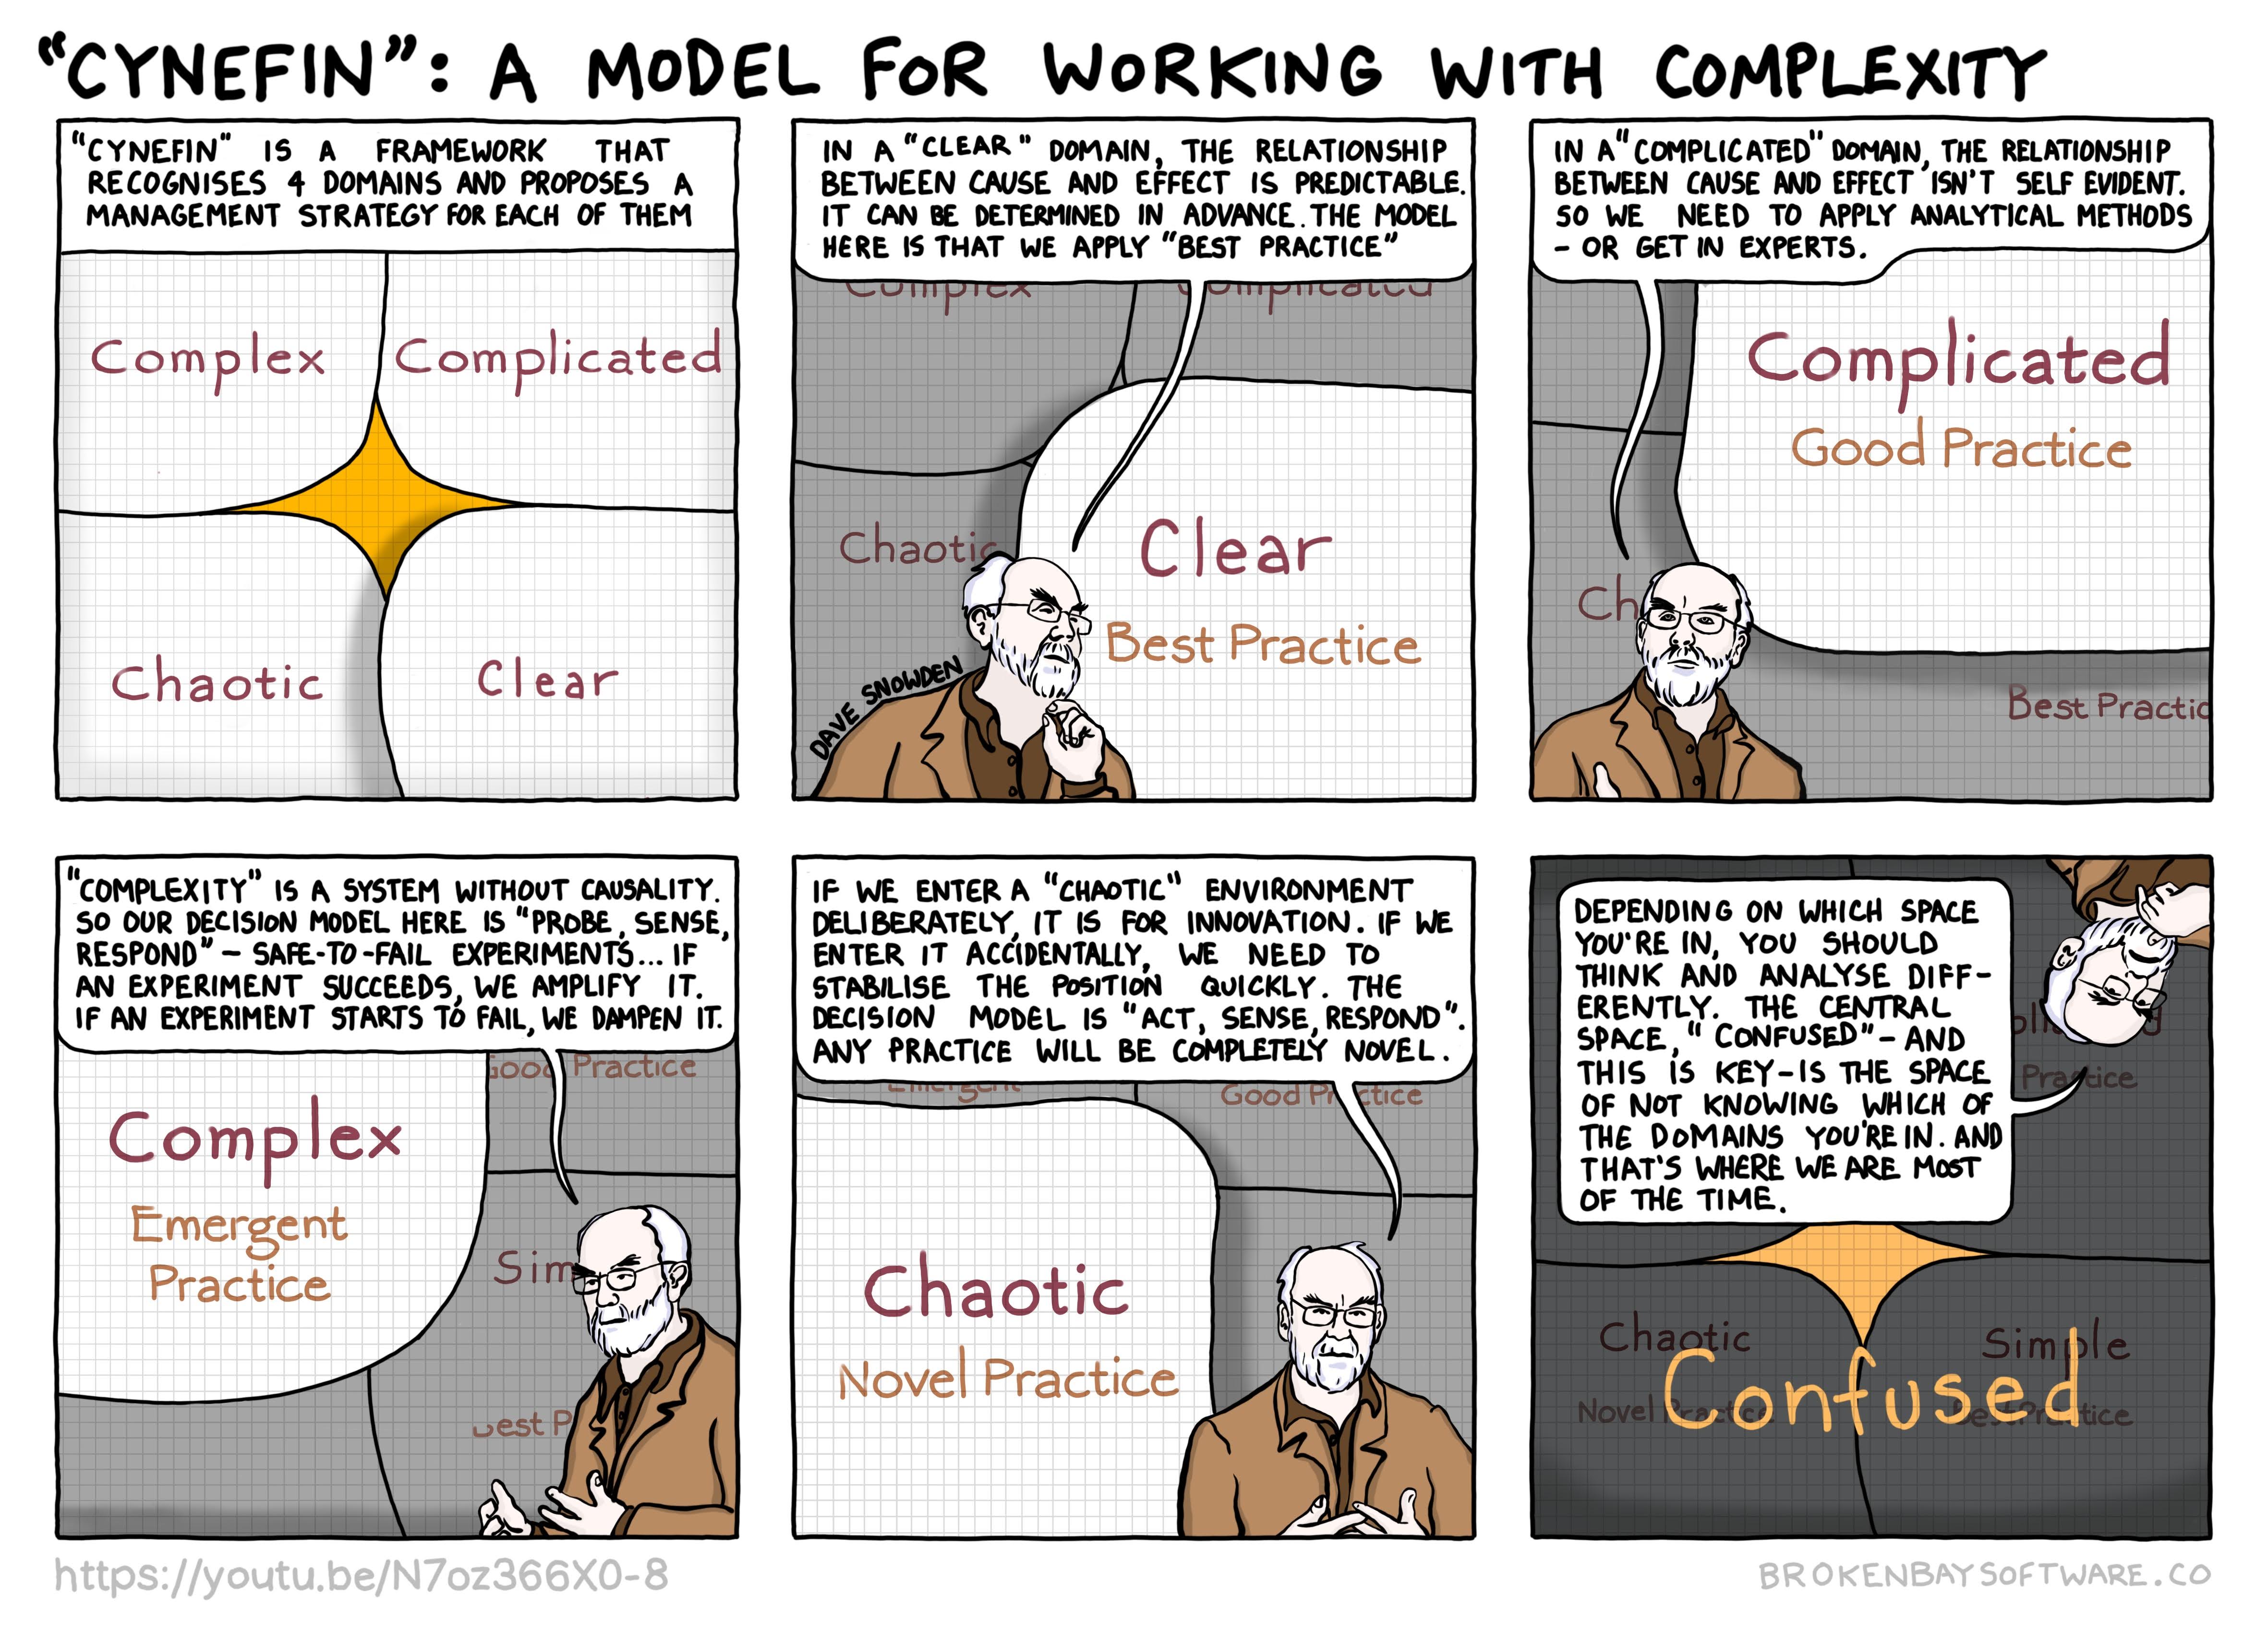 "CYNEFIN": A MODEL FOR WORKING WITH COMPLEXITY
"CYNEFIN" IS A FRAMEWORK THAT
RECOGNISES 4 DOMAINS AND PROPOSES A
MANAGEMENT STRATEGY FOR EACH OF THEM
Complex
Complicated
Chaotic
Clear
IN A "CLEAR" DOMAIN, THE RELATIONSHIP
BETWEEN CAUSE AND EFFECT IS PREDICTABLE.
IT CAN BE DETERMINED IN ADVANCE. THE MODEL
HERE IS THAT WE APPLY "BEST PRACTICE"
Complex
Complicated
Chaotic
Clear
Best Practice
DAVE SNOWDEN
IN A "COMPLICATED" DOMAIN, THE RELATIONSHIP
BETWEEN CAUSE AND EFFECT ISN'T SELF EVIDENT.
SO WE NEED TO APPLY ANALYTICAL METHODS
- OR GET IN EXPERTS.
Complicated
Good Practice
Ch
Best Practic
"COMPLEXITY" IS A SYSTEM WITHOUT CAUSALITY.
SO OUR DECISION MODEL HERE IS "PROBE, SENSE,
RESPOND" - SAFE-TO-FAIL EXPERIMENTS... IF
AN EXPERIMENT SUCCEEDS, WE AMPLIFY IT.
IF AN EXPERIMENT STARTS TO FAIL, WE DAMPEN IT.
Good Practice
Complex
Emergent
Practice
Sim
Best P
IF WE ENTER A "CHAOTIC" ENVIRONMENT
DELIBERATELY, IT IS FOR INNOVATION. IF WE
ENTER IT ACCIDENTALLY, WE NEED TO
STABILISE THE POSITION QUICKLY. THE
DECISION MODEL IS "ACT, SENSE, RESPOND".
ANY PRACTICE WILL BE COMPLETELY NOVEL.
Emergent
Good Practice
Chaotic
Novel Practice
DEPENDING ON WHICH SPACE
YOU'RE IN, YOU SHOULD
THINK AND ANALYSE DIFF-
ERENTLY. THE CENTRAL
SPACE, "CONFUSED" - AND
THIS IS KEY - IS THE SPACE
OF NOT KNOWING WHICH OF
THE DOMAINS YOU'RE IN. AND
THAT'S WHERE WE ARE MOST
OF THE TIME.
Practice
Chaotic
Simple
Confused
Novel Practice
Best Practice
https://youtu.be/N7oz366X0-8
BROKENBAYSOFTWARE.CO